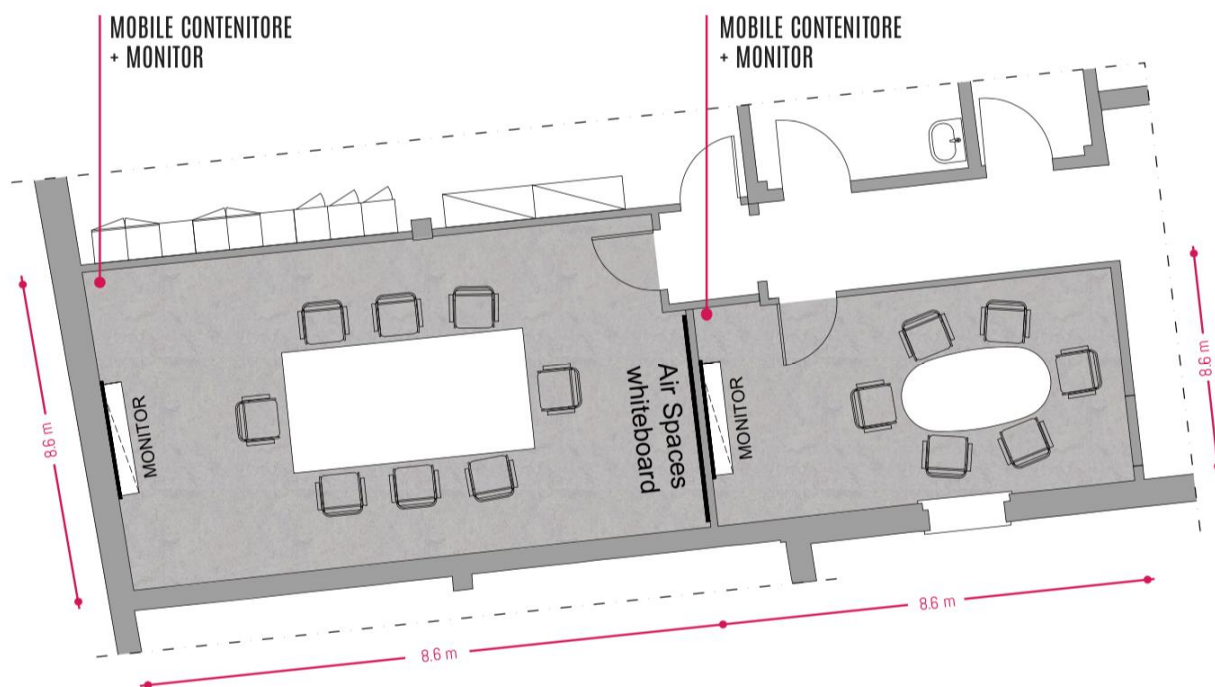 MOBILE CONTENITORE
+ MONITOR
MOBILE CONTENITORE
+ MONITOR
MONITOR
Air Spaces
whiteboard
MONITOR
8.6 m
8.6 m
8.6 m
8.6 m